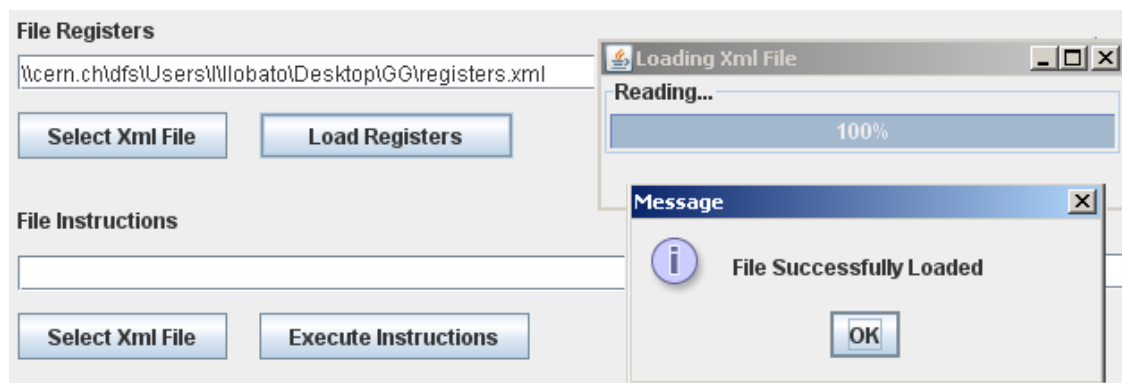 File Registers
\\cern.ch\dfs\Users\l\llobato\Desktop\GG\registers.xml
Select Xml File
Load Registers
Loading Xml File
Reading...
100%
File Instructions
Message
File Successfully Loaded
OK
Select Xml File
Execute Instructions